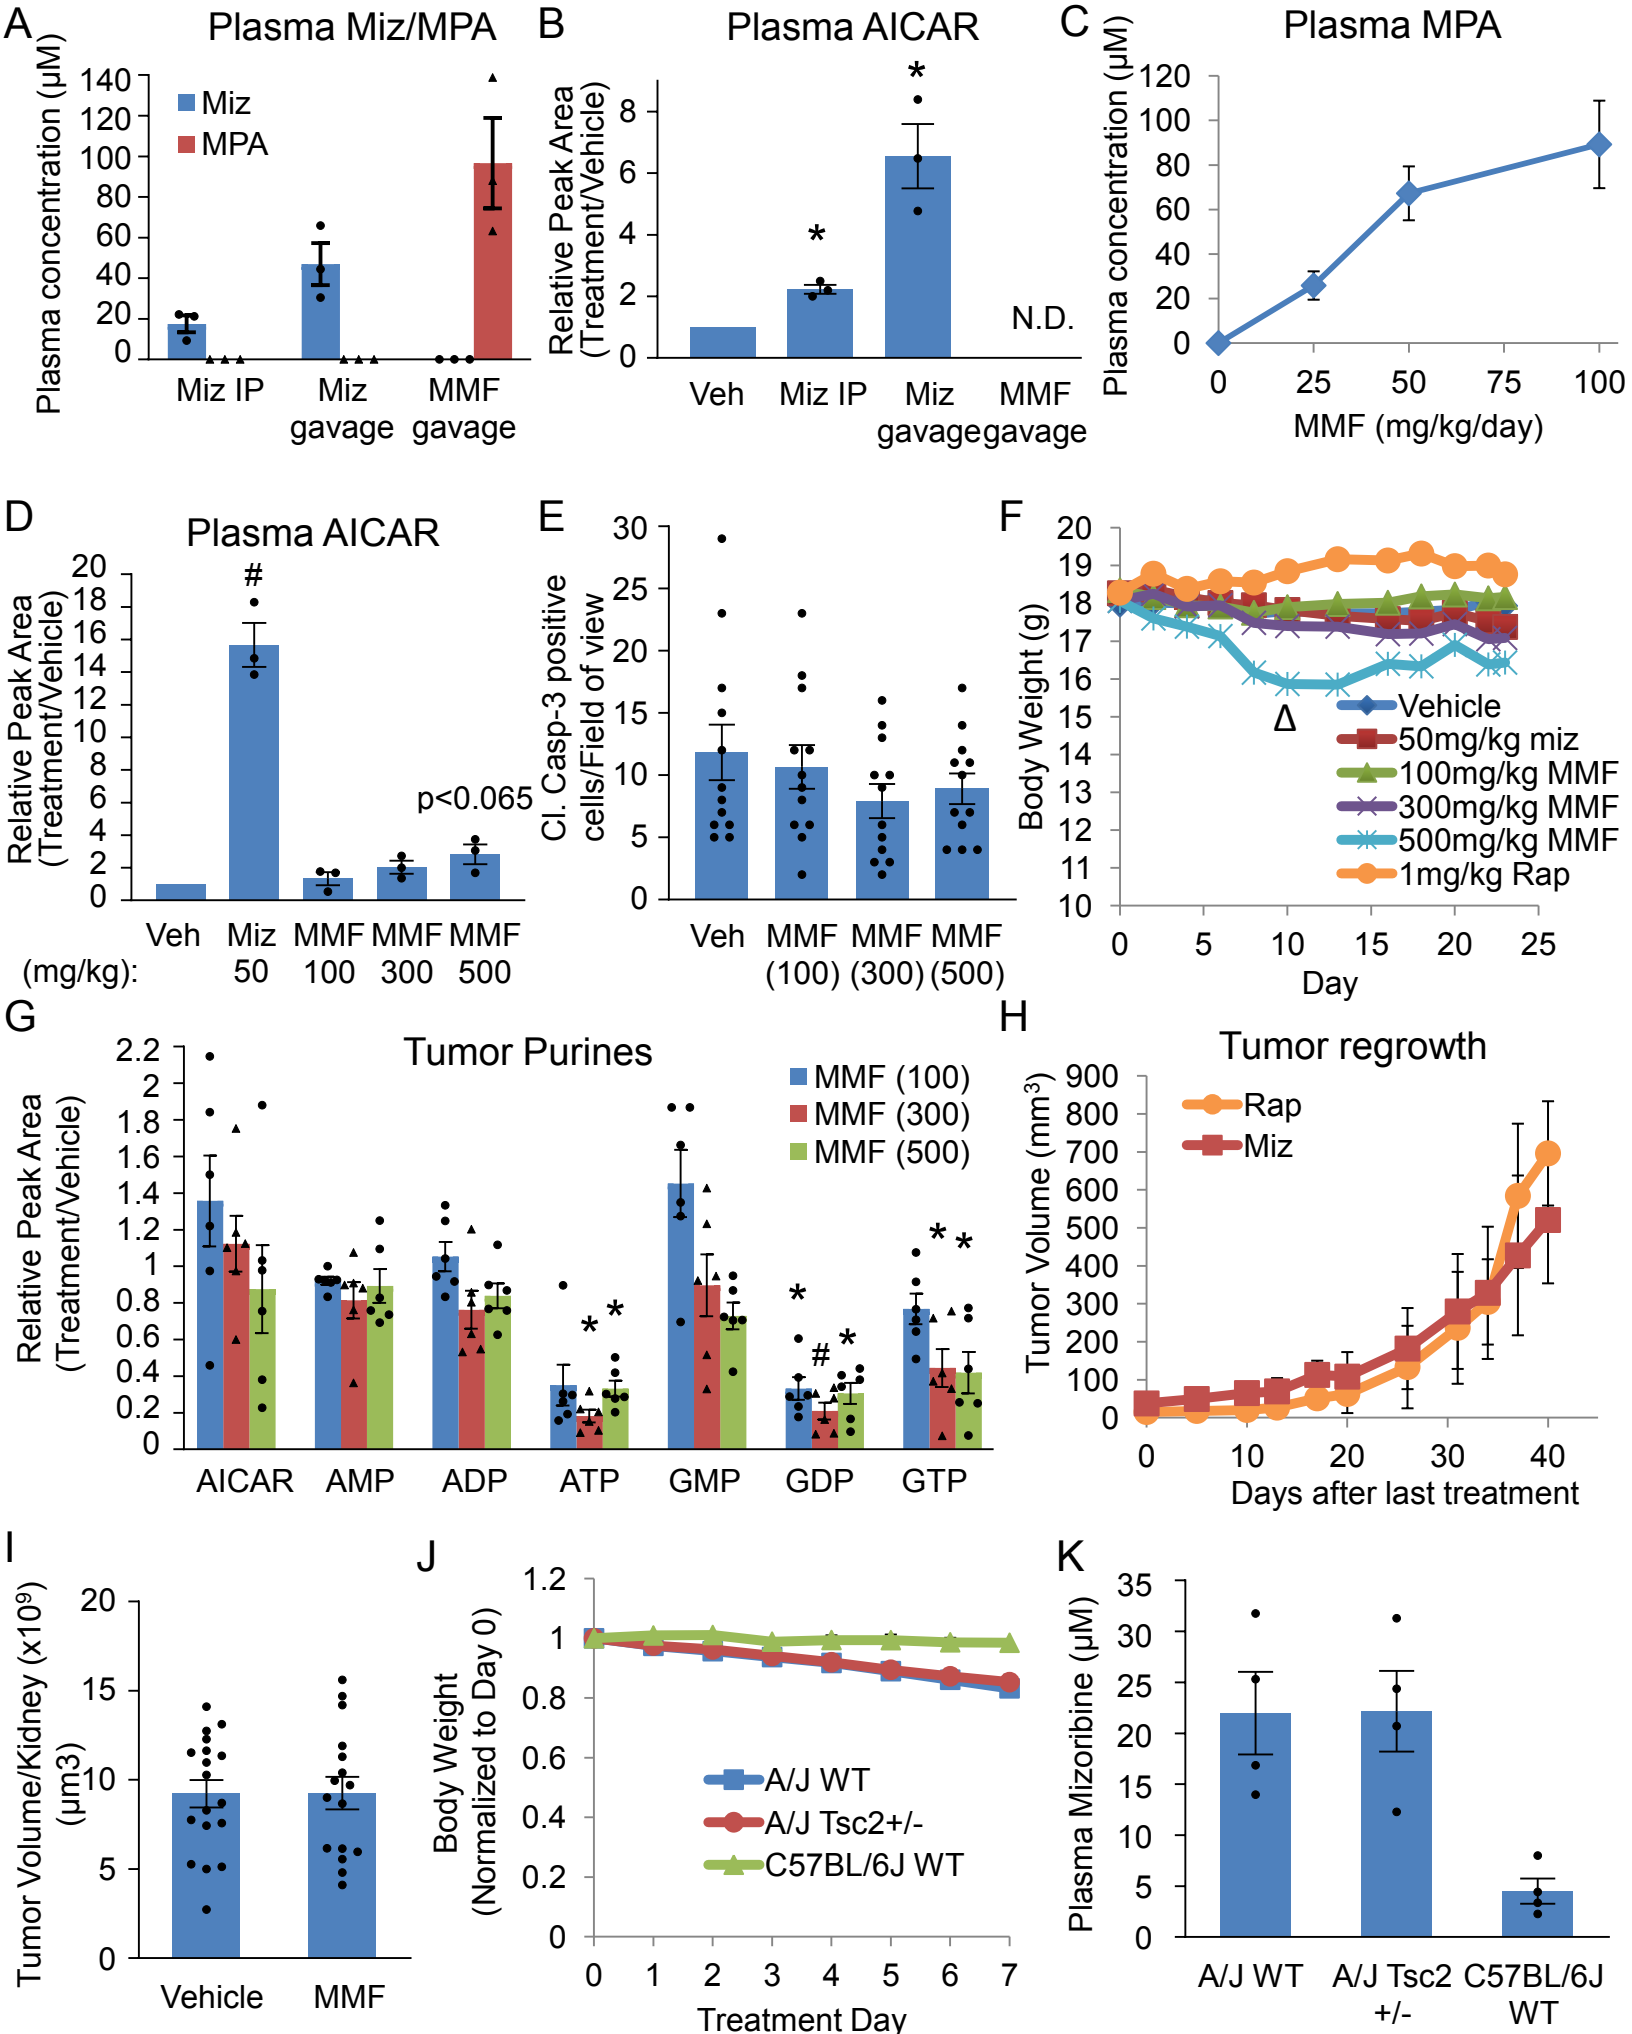 A
Plasma Miz/MPA
Plasma concentration (µM)
140
120
100
80
60
40
20
0
Miz
MPA
Miz IP
Miz
gavage
MMF
gavage
B
Plasma AICAR
Relative Peak Area
(Treatment/Vehicle)
8
6
4
2
0
*
*
N.D.
Veh
Miz IP
Miz
gavage
MMF
gavage
C
Plasma MPA
Plasma concentration (µM)
120
100
80
60
40
20
0
0 25 50 75 100
MMF (mg/kg/day)
D
Plasma AICAR
Relative Peak Area
(Treatment/Vehicle)
20
18
16
14
12
10
8
6
4
2
0
#
p<0.065
Veh Miz MMF MMF MMF
(mg/kg): 50 100 300 500
E
Cl. Casp-3 positive
cells/Field of view
30
25
20
15
10
5
0
Veh MMF MMF MMF
(100) (300) (500)
F
Body Weight (g)
20
19
18
17
16
15
14
13
12
11
10
Δ
Vehicle
50mg/kg miz
100mg/kg MMF
300mg/kg MMF
500mg/kg MMF
1mg/kg Rap
0 5 10 15 20 25
Day
G
Tumor Purines
Relative Peak Area
(Treatment/Vehicle)
2.2
2
1.8
1.6
1.4
1.2
1
0.8
0.6
0.4
0.2
0
MMF (100)
MMF (300)
MMF (500)
* *
* # *
* *
AICAR AMP ADP ATP GMP GDP GTP
H
Tumor regrowth
Tumor Volume (mm³)
900
800
700
600
500
400
300
200
100
0
Rap
Miz
0 10 20 30 40
Days after last treatment
I
Tumor Volume/Kidney (x10⁹)
(µm3)
20
15
10
5
0
Vehicle MMF
J
Body Weight
(Normalized to Day 0)
1.2
1
0.8
0.6
0.4
0.2
0
A/J WT
A/J Tsc2+/-
C57BL/6J WT
0 1 2 3 4 5 6 7
Treatment Day
K
Plasma Mizoribine (µM)
35
30
25
20
15
10
5
0
A/J WT A/J Tsc2 C57BL/6J
+/- WT